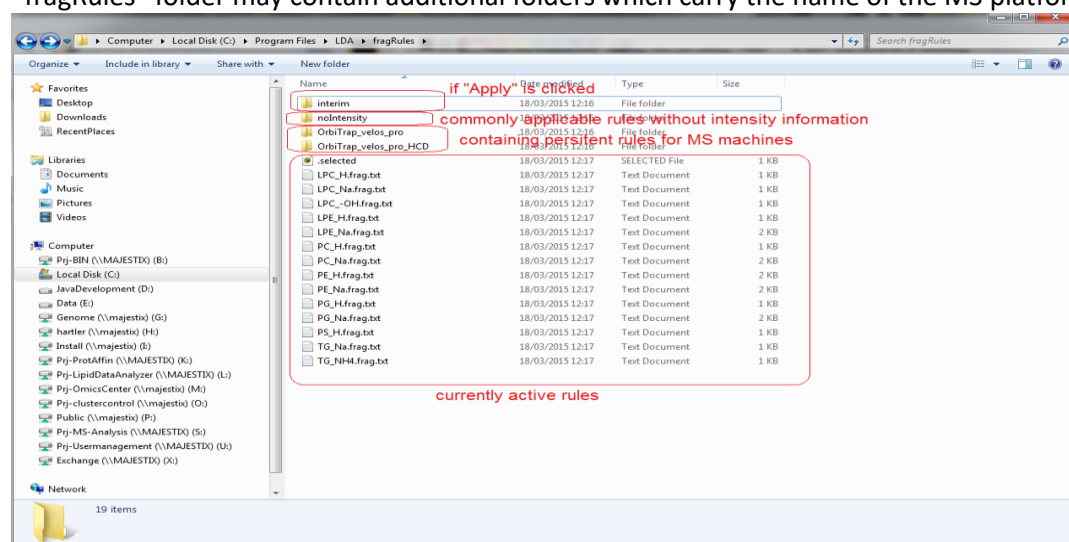 "fragRules" folder may contain additional folders which carry the name of the MS platfor
Computer ▸ Local Disk (C:) ▸ Program Files ▸ LDA ▸ fragRules ▸
Search fragRules
Organize ▾ Include in library ▾ Share with ▾ New folder
Favorites
Desktop
Downloads
RecentPlaces
Libraries
Documents
Music
Pictures
Videos
Computer
Prj-BIN (\\MAJESTIX) (B:)
Local Disk (C:)
JavaDevelopment (D:)
Data (E:)
Genome (\\majestix) (G:)
hartler (\\majestix) (H:)
Install (\\majestix) (I:)
Prj-ProtAffin (\\MAJESTIX) (K:)
Prj-LipidDataAnalyzer (\\MAJESTIX) (L:)
Prj-OmicsCenter (\\majestix) (M:)
Prj-clustercontrol (\\majestix) (O:)
Public (\\majestix) (P:)
Prj-MS-Analysis (\\MAJESTIX) (S:)
Prj-Usermanagement (\\MAJESTIX) (U:)
Exchange (\\MAJESTIX) (X:)
Network
Name Date modified Type Size
if "Apply" is clicked
interim 18/03/2015 12:16 File folder
noIntensity 18/03/2015 12:16 File folder
commonly applicable rules without intensity information
OrbiTrap_velos_pro 18/03/2015 12:16 File folder
containing persitent rules for MS machines
OrbiTrap_velos_pro_HCD 18/03/2015 12:16 File folder
.selected 18/03/2015 12:17 SELECTED File 1 KB
LPC_H.frag.txt 18/03/2015 12:17 Text Document 1 KB
LPC_Na.frag.txt 18/03/2015 12:17 Text Document 1 KB
LPC_-OH.frag.txt 18/03/2015 12:17 Text Document 1 KB
LPE_H.frag.txt 18/03/2015 12:17 Text Document 1 KB
LPE_Na.frag.txt 18/03/2015 12:17 Text Document 2 KB
PC_H.frag.txt 18/03/2015 12:17 Text Document 1 KB
PC_Na.frag.txt 18/03/2015 12:17 Text Document 2 KB
PE_H.frag.txt 18/03/2015 12:17 Text Document 2 KB
PE_Na.frag.txt 18/03/2015 12:17 Text Document 2 KB
PG_H.frag.txt 18/03/2015 12:17 Text Document 1 KB
PG_Na.frag.txt 18/03/2015 12:17 Text Document 2 KB
PS_H.frag.txt 18/03/2015 12:17 Text Document 1 KB
TG_Na.frag.txt 18/03/2015 12:17 Text Document 1 KB
TG_NH4.frag.txt 18/03/2015 12:17 Text Document 1 KB
currently active rules
19 items